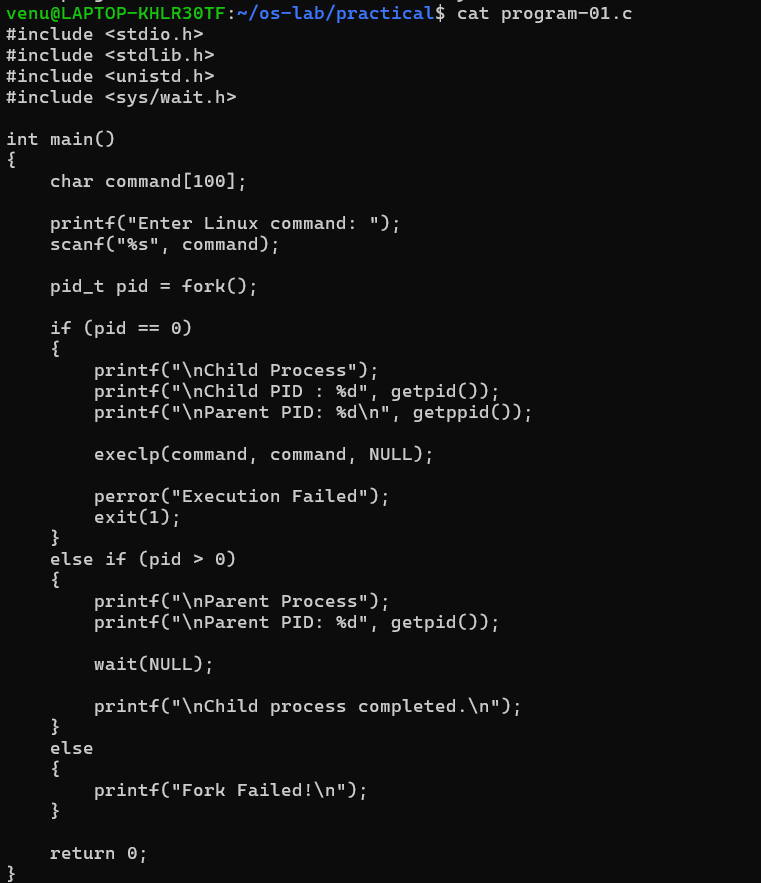 venu@LAPTOP-KHLR30TF:~/os-lab/practical$ cat program-01.c
#include <stdio.h>
#include <stdlib.h>
#include <unistd.h>
#include <sys/wait.h>

int main()
{
    char command[100];

    printf("Enter Linux command: ");
    scanf("%s", command);

    pid_t pid = fork();

    if (pid == 0)
    {
        printf("\nChild Process");
        printf("\nChild PID : %d", getpid());
        printf("\nParent PID: %d\n", getppid());

        execlp(command, command, NULL);

        perror("Execution Failed");
        exit(1);
    }
    else if (pid > 0)
    {
        printf("\nParent Process");
        printf("\nParent PID: %d", getpid());

        wait(NULL);

        printf("\nChild process completed.\n");
    }
    else
    {
        printf("Fork Failed!\n");
    }

    return 0;
}